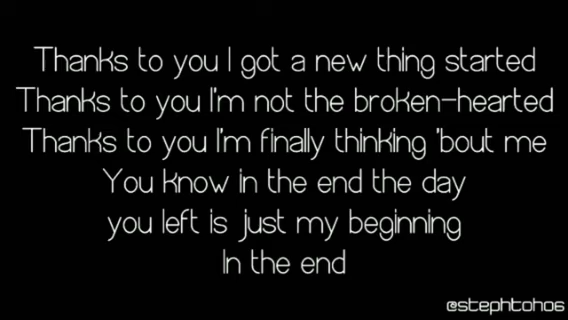 Thanks to you I got a new thing started
Thanks to you I'm not the broken-hearted
Thanks to you I'm finally thinking 'bout me
You know in the end the day
you left is just my beginning
In the end
@stephtoh06